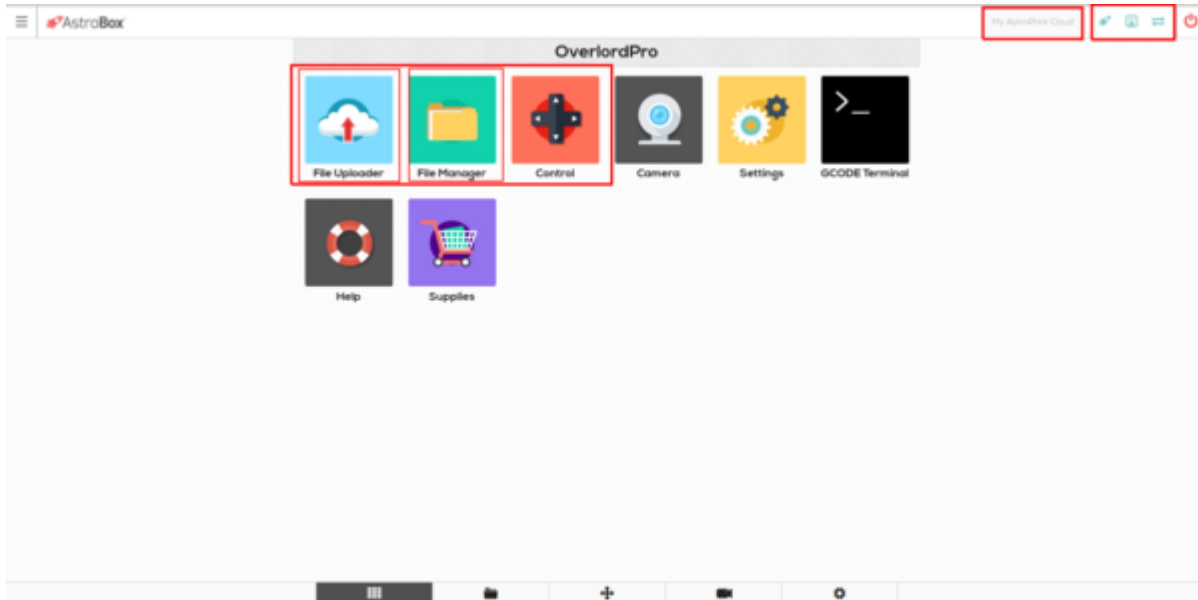 AstroBox
My AstroPrint Cloud
OverlordPro
File Uploader File Manager Control Camera Settings GCODE Terminal
>_
Help Supplies